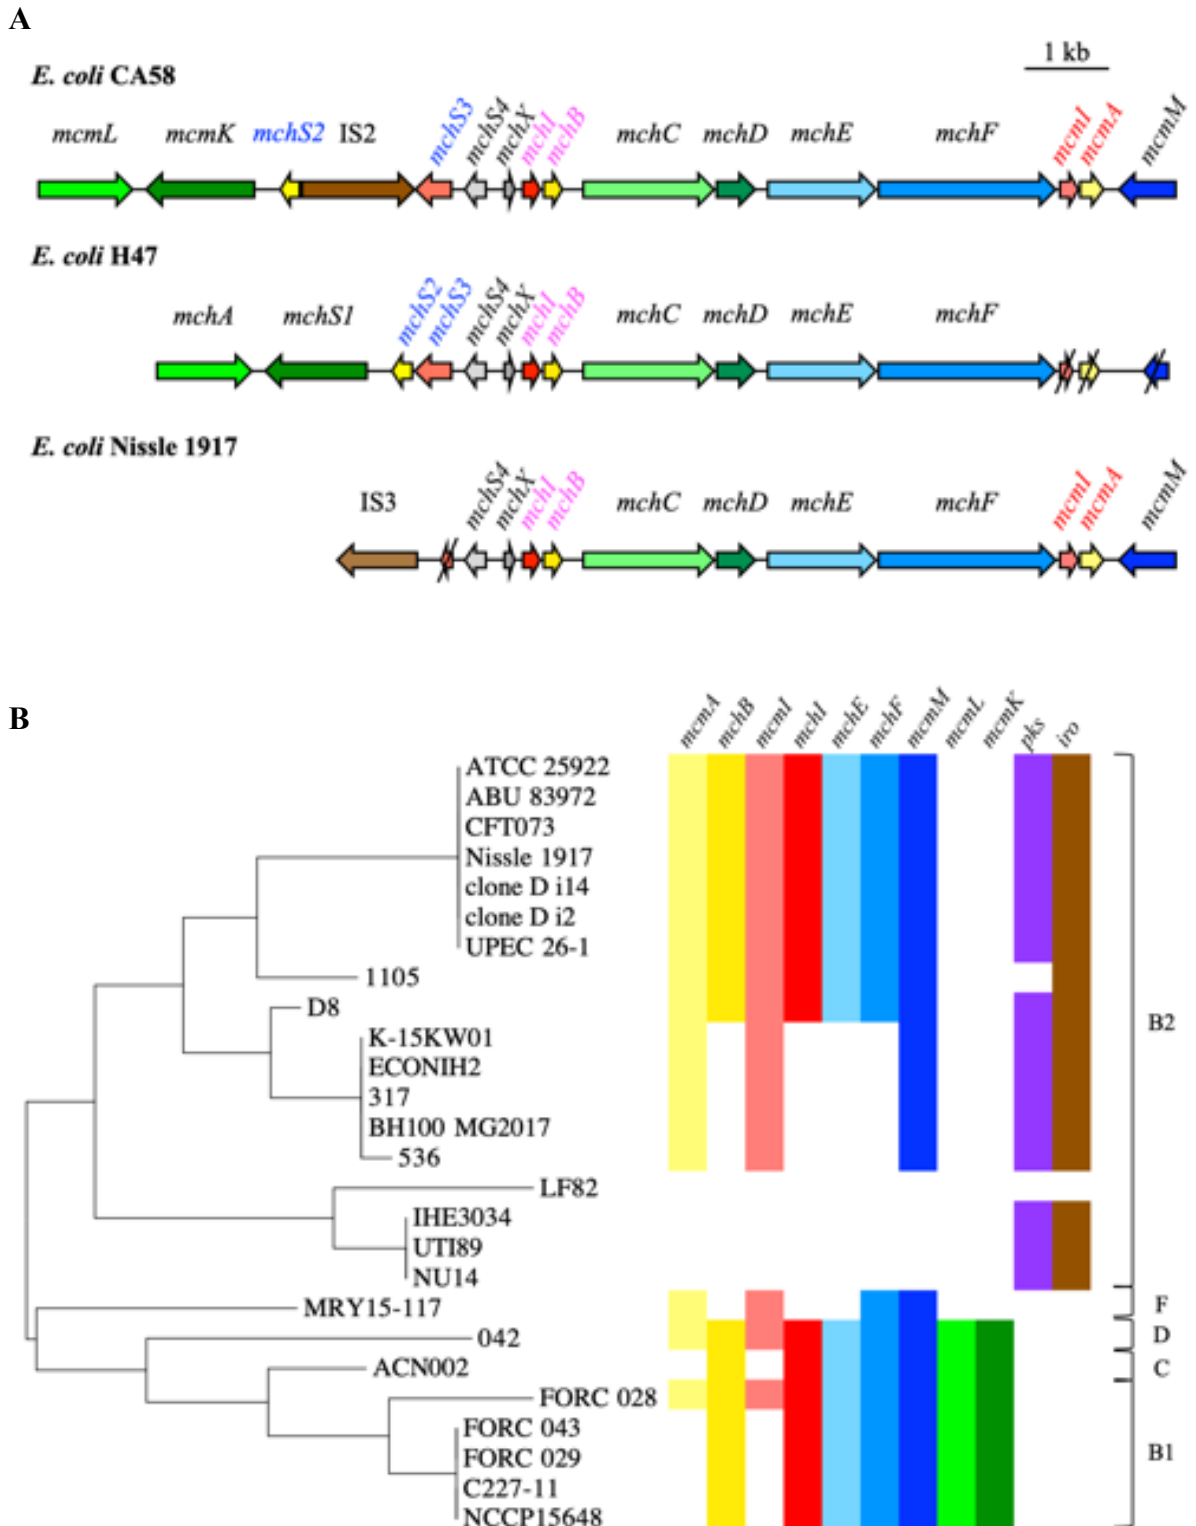 A
1 kb
E. coli CA58
mcmL mcmK mchS2 IS2 mchS3 mchS4 mchX mchI mchB mchC mchD mchE mchF mcmI mcmA mcmM
E. coli H47
mchA mchS1 mchS2 mchS3 mchS4 mchX mchI mchB mchC mchD mchE mchF
E. coli Nissle 1917
IS3 mchS4 mchX mchI mchB mchC mchD mchE mchF mcmI mcmA mcmM
B
mcmA mchB mcmI mchI mchE mchF mcmM mcmL mcmK pks iro
ATCC 25922
ABU 83972
CFT073
Nissle 1917
clone D i14
clone D i2
UPEC 26-1
1105
D8
B2
K-15KW01
ECONIH2
317
BH100 MG2017
536
LF82
IHE3034
UTI89
NU14
MRY15-117 F
042 D
ACN002 C
FORC 028
FORC 043
FORC 029 B1
C227-11
NCCP15648